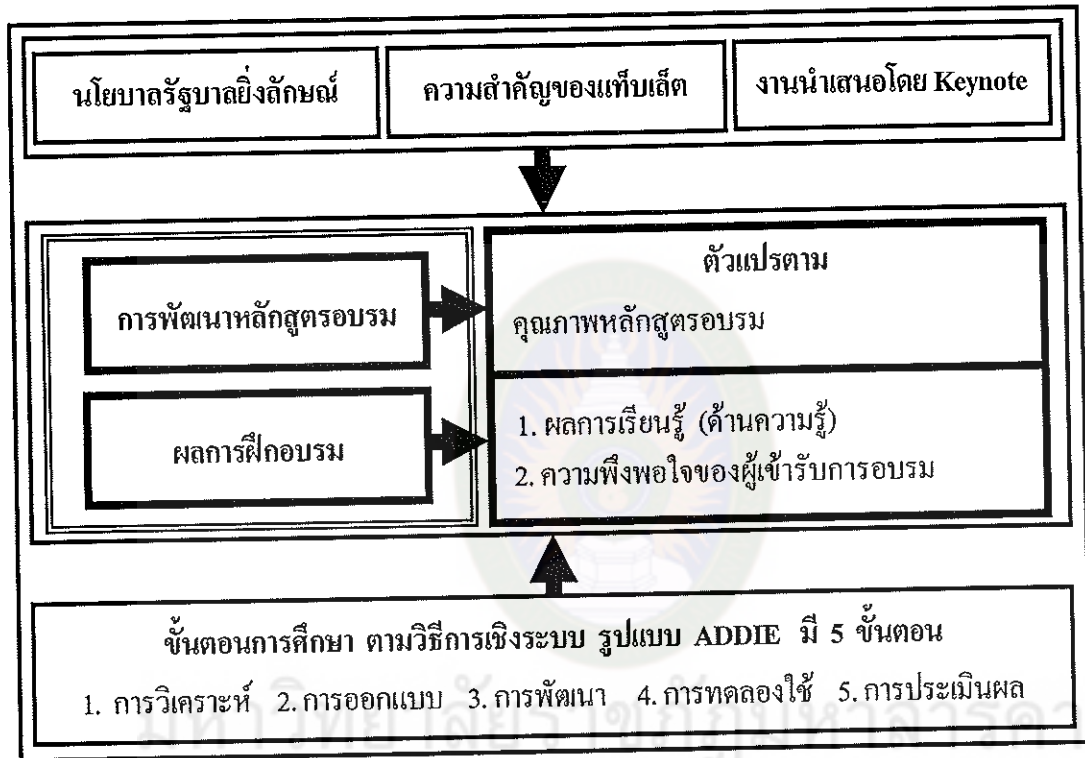 นโยบาลรัฐบาลยิ่งลักษณ์
ความสำคัญของแท็บเล็ต
งานนำเสนอโดย Keynote
การพัฒนาหลักสูตรอบรม
ตัวแปรตาม
คุณภาพหลักสูตรอบรม
ผลการฝึกอบรม
1. ผลการเรียนรู้ (ด้านความรู้)
2. ความพึงพอใจของผู้เข้ารับการอบรม
ขั้นตอนการศึกษา ตามวิธีการเชิงระบบ รูปแบบ ADDIE มี 5 ขั้นตอน
1. การวิเคราะห์ 2. การออกแบบ 3. การพัฒนา 4. การทดลองใช้ 5. การประเมินผล